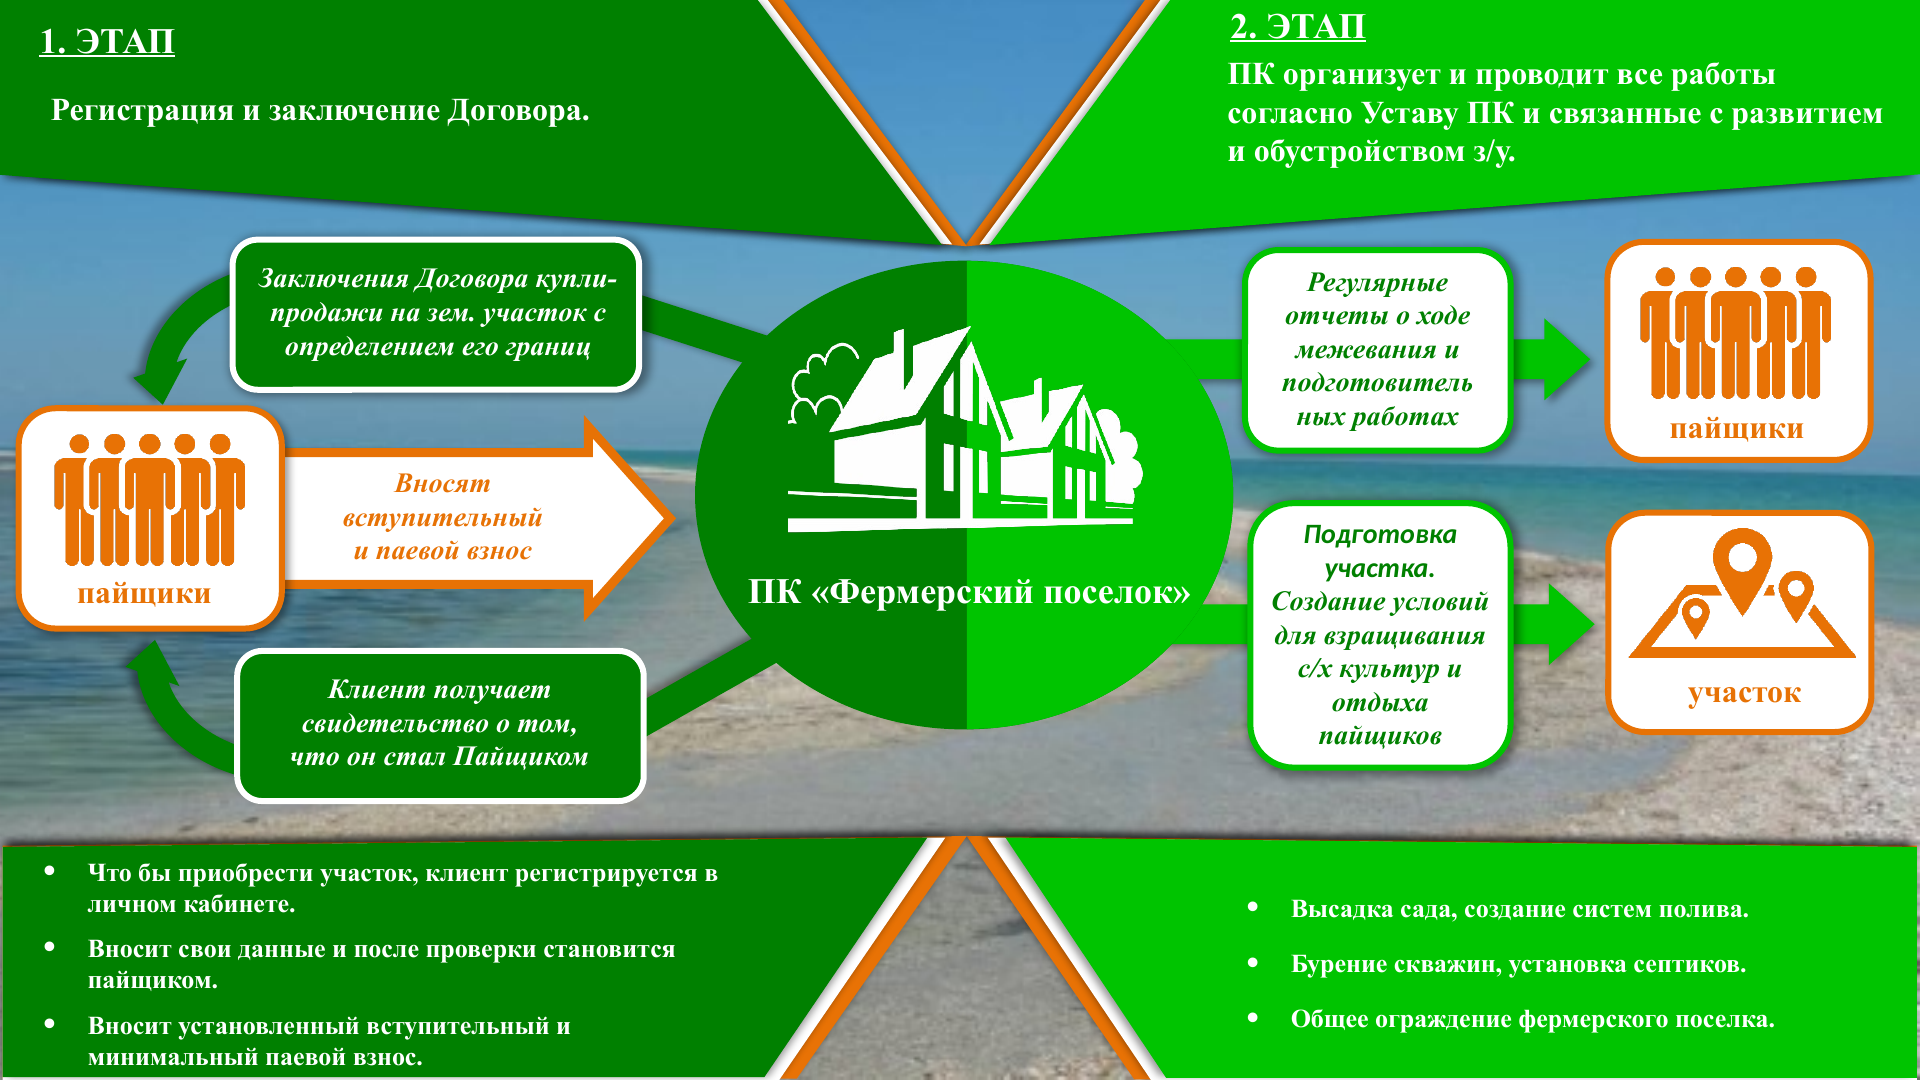 1. ЭТАП
Регистрация и заключение Договора.
2. ЭТАП
ПК организует и проводит все работы
согласно Уставу ПК и связанные с развитием
и обустройством з/у.
Заключения Договора купли-
продажи на зем. участок с
определением его границ
пайщики
Вносят
вступительный
и паевой взнос
Клиент получает
свидетельство о том,
что он стал Пайщиком
ПК «Фермерский поселок»
Регулярные
отчеты о ходе
межевания и
подготовитель
ных работах
пайщики
Подготовка
участка.
Создание условий
для взращивания
с/х культур и
отдыха
пайщиков
участок
• Что бы приобрести участок, клиент регистрируется в
личном кабинете.
• Вносит свои данные и после проверки становится
пайщиком.
• Вносит установленный вступительный и
минимальный паевой взнос.
• Высадка сада, создание систем полива.
• Бурение скважин, установка септиков.
• Общее ограждение фермерского поселка.